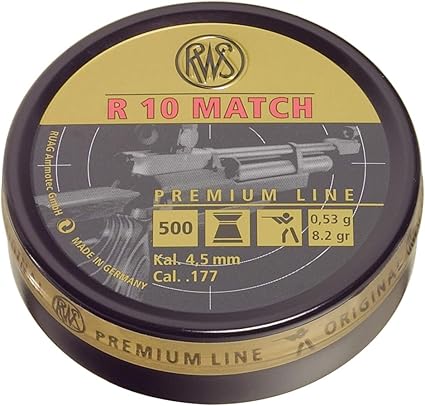 RWS
R 10 MATCH
PREMIUM LINE
500
0,53 g
8.2 gr
Kal. 4,5 mm
Cal. .177
RUAG Ammotec GmbH
MADE IN GERMANY
RWS PREMIUM LINE ORIGINAL